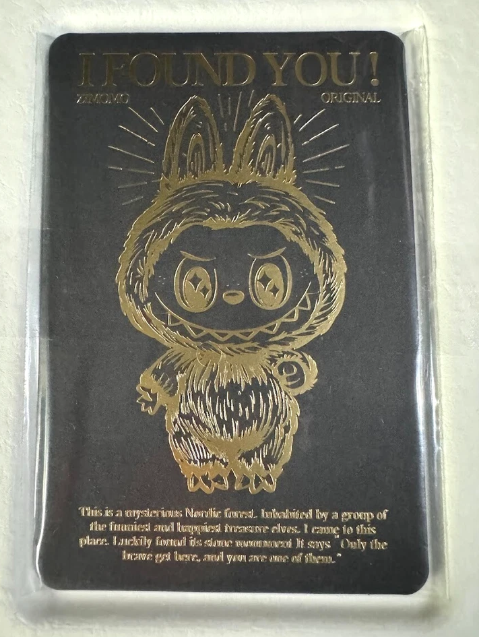 I FOUND YOU !
ZIMOMO ORIGINAL
This is a mysterious Nordic forest. Inhabited by a group of
the funniest and happiest treasure elves. I came to this
place. Luckily found its stone monument It says " Only the
brave get here, and you are one of them."